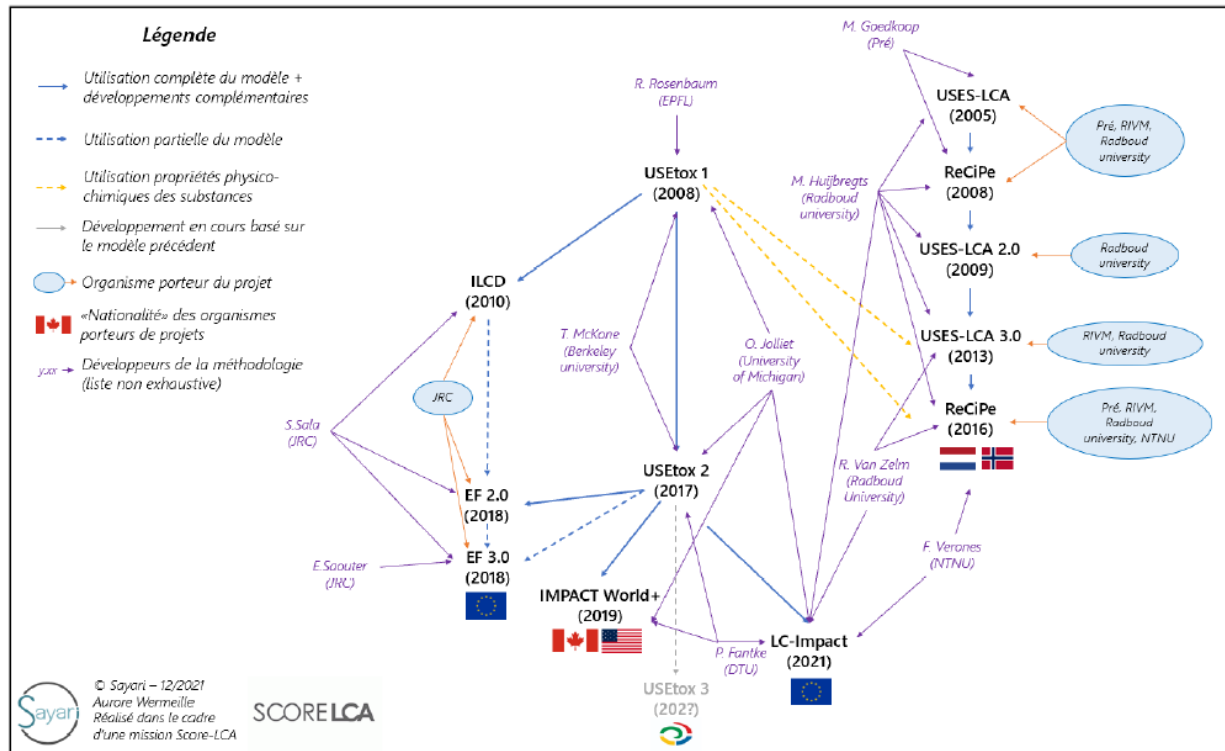 Légende
Utilisation complète du modèle +
développements complémentaires
Utilisation partielle du modèle
Utilisation propriétés physico-
chimiques des substances
Développement en cours basé sur
le modèle précédent
Organisme porteur du projet
«Nationalité» des organismes
porteurs de projets
y.xx
Développeurs de la méthodologie
(liste non exhaustive)
M. Goedkoop
(Pré)
R. Rosenbaum
(EPFL)
USES-LCA
(2005)
Pré, RIVM,
Radboud
university
USEtox 1
(2008)
M. Huijbregts
(Radboud
university)
ReCiPe
(2008)
USES-LCA 2.0
(2009)
Radboud
university
ILCD
(2010)
T. McKone
(Berkeley
university)
O. Jolliet
(University
of Michigan)
USES-LCA 3.0
(2013)
RIVM, Radboud
university
JRC
ReCiPe
(2016)
Pré, RIVM,
Radboud
university, NTNU
S.Sala
(JRC)
USEtox 2
(2017)
R. Van Zelm
(Radboud
University)
EF 2.0
(2018)
E.Saouter
(JRC)
EF 3.0
(2018)
F. Verones
(NTNU)
IMPACT World+
(2019)
P. Fantke
(DTU)
LC-Impact
(2021)
USEtox 3
(202?)
Sayari
© Sayari – 12/2021
Aurore Wermeille
Réalisé dans le cadre
d'une mission Score-LCA
SCORELCA